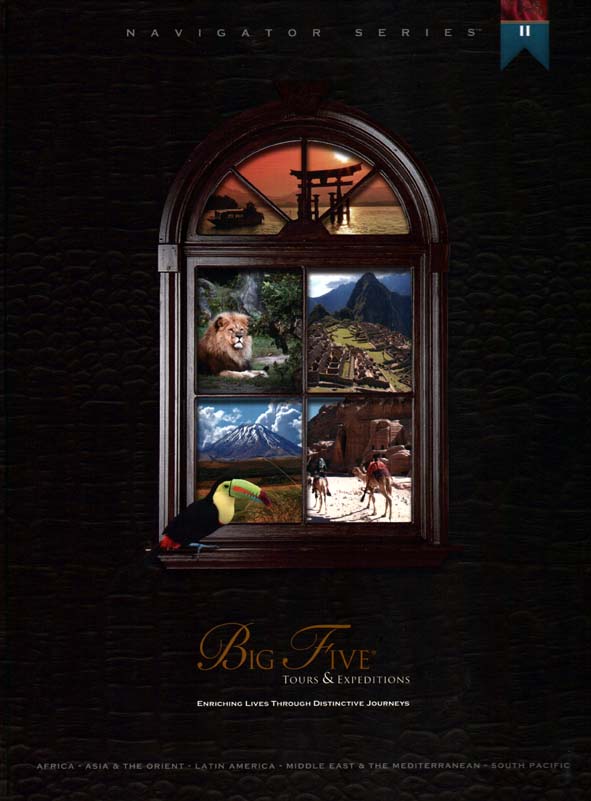 NAVIGATOR SERIES™
II
BIG FIVE®
TOURS & EXPEDITIONS
ENRICHING LIVES THROUGH DISTINCTIVE JOURNEYS
AFRICA - ASIA & THE ORIENT - LATIN AMERICA - MIDDLE EAST & THE MEDITERRANEAN - SOUTH PACIFIC